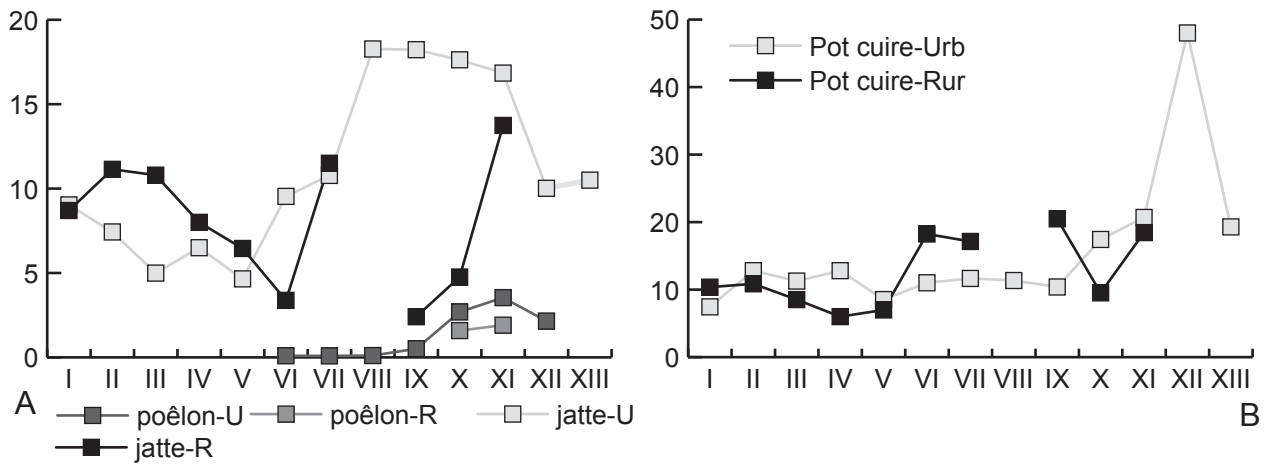 20
15
10
5
0
I II III IV V VI VII VIII IX X XI XII XIII
A
poêlon-U poêlon-R jatte-U
jatte-R
50
40
30
20
10
0
Pot cuire-Urb
Pot cuire-Rur
I II III IV V VI VII VIII IX X XI XII XIII
B